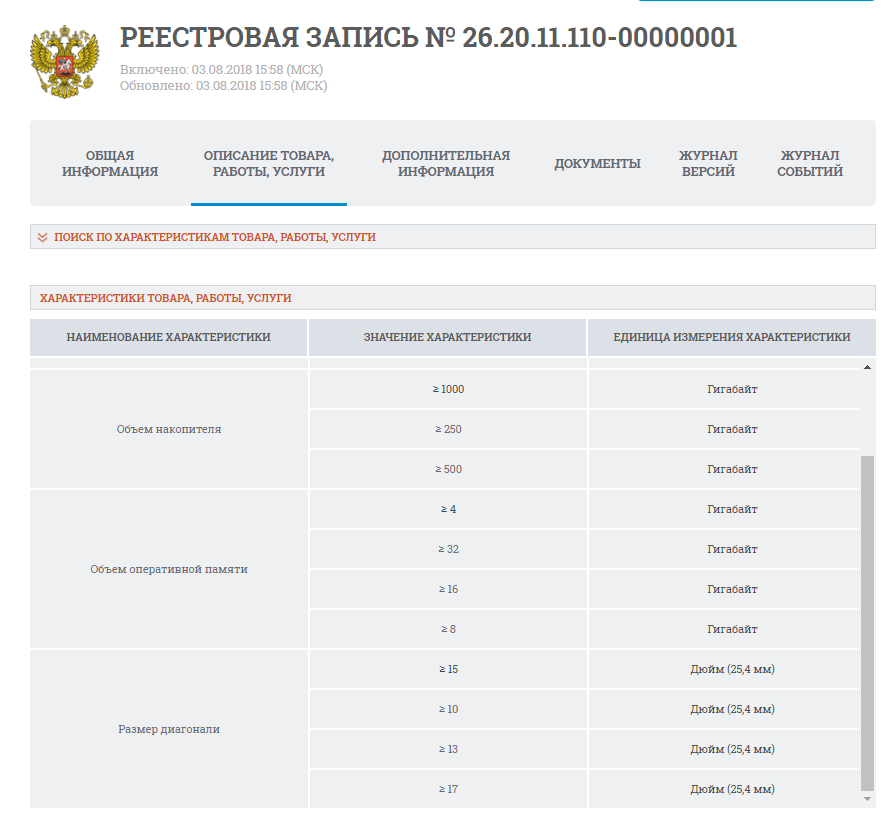 РЕЕСТРОВАЯ ЗАПИСЬ № 26.20.11.110-00000001
Включено: 03.08.2018 15:58 (МСК)
Обновлено: 03.08.2018 15:58 (МСК)
ОБЩАЯ ИНФОРМАЦИЯ
ОПИСАНИЕ ТОВАРА, РАБОТЫ, УСЛУГИ
ДОПОЛНИТЕЛЬНАЯ ИНФОРМАЦИЯ
ДОКУМЕНТЫ
ЖУРНАЛ ВЕРСИЙ
ЖУРНАЛ СОБЫТИЙ
ПОИСК ПО ХАРАКТЕРИСТИКАМ ТОВАРА, РАБОТЫ, УСЛУГИ
ХАРАКТЕРИСТИКИ ТОВАРА, РАБОТЫ, УСЛУГИ
НАИМЕНОВАНИЕ ХАРАКТЕРИСТИКИ ЗНАЧЕНИЕ ХАРАКТЕРИСТИКИ ЕДИНИЦА ИЗМЕРЕНИЯ ХАРАКТЕРИСТИКИ
Объем накопителя
≥ 1000 Гигабайт
≥ 250 Гигабайт
≥ 500 Гигабайт
Объем оперативной памяти
≥ 4 Гигабайт
≥ 32 Гигабайт
≥ 16 Гигабайт
≥ 8 Гигабайт
Размер диагонали
≥ 15 Дюйм (25,4 мм)
≥ 10 Дюйм (25,4 мм)
≥ 13 Дюйм (25,4 мм)
≥ 17 Дюйм (25,4 мм)